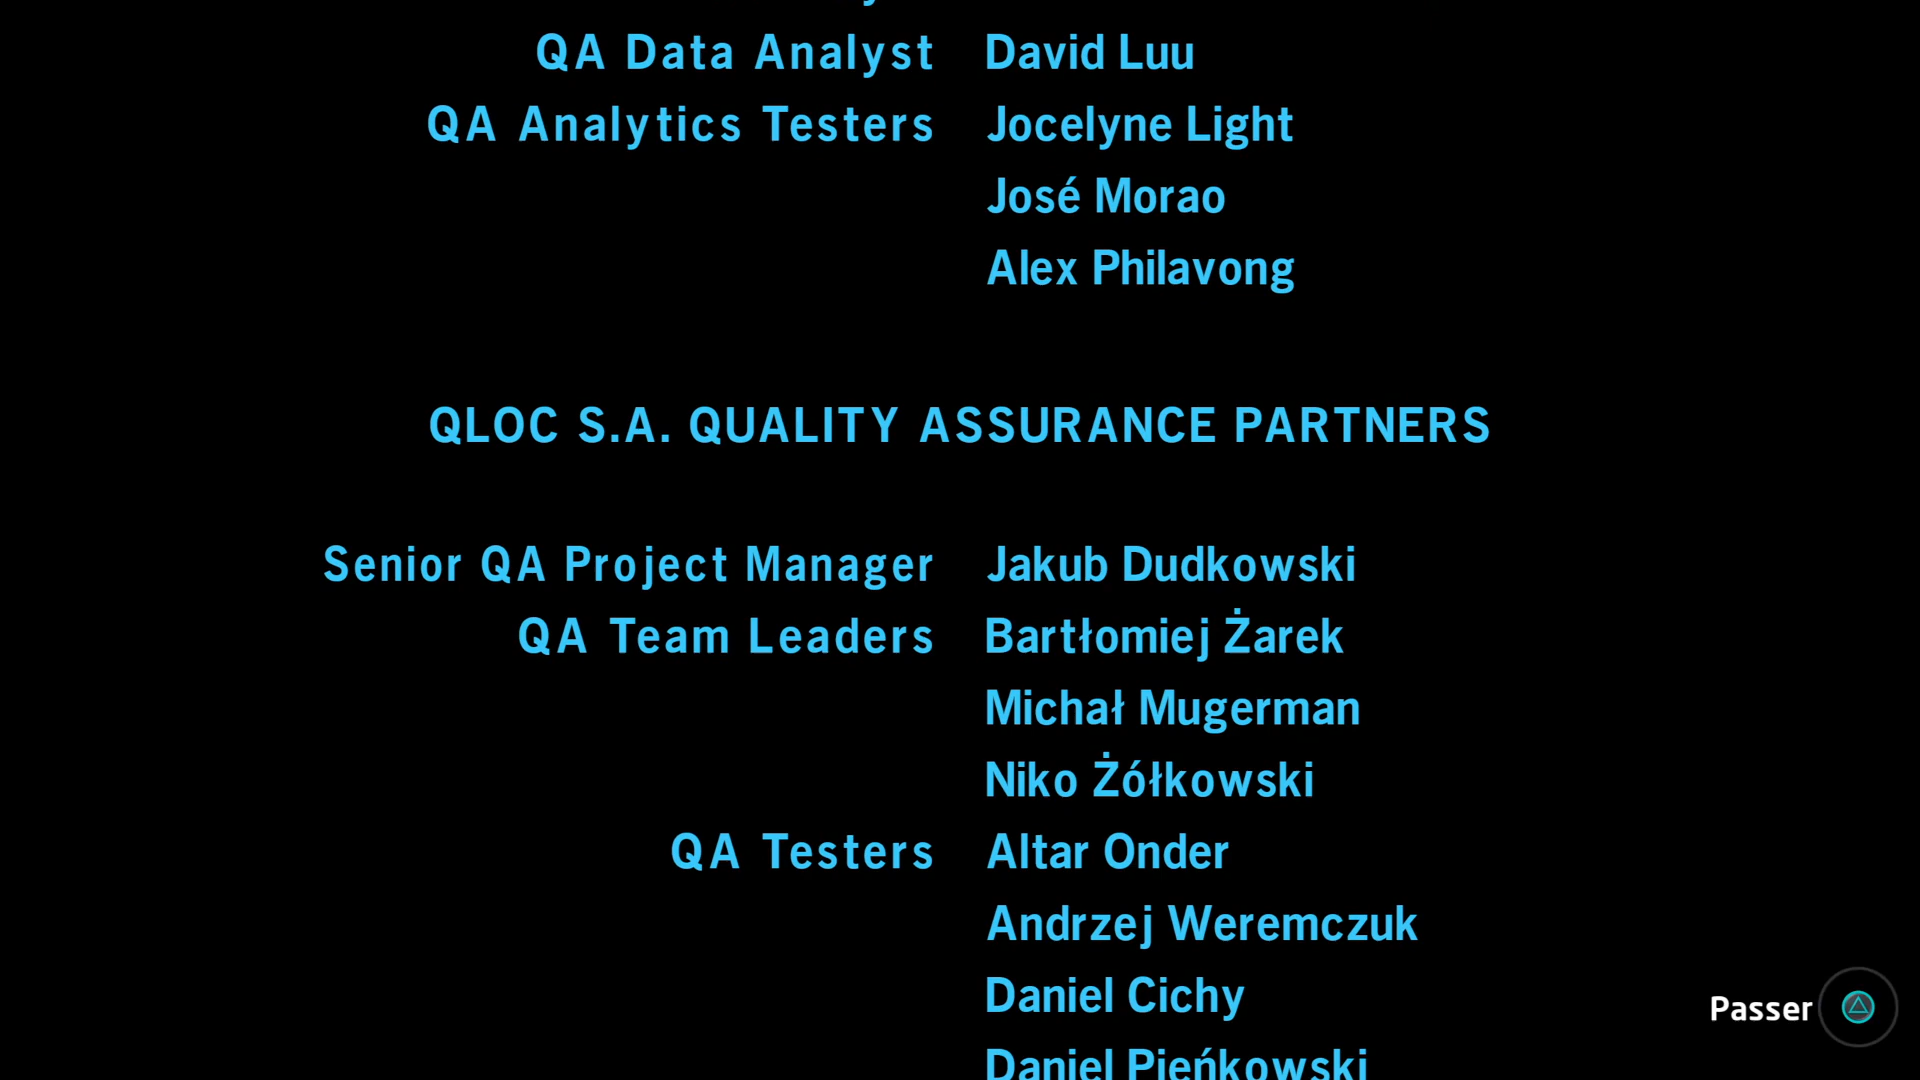 QA Data Analyst David Luu
QA Analytics Testers Jocelyne Light
José Morao
Alex Philavong
QLOC S.A. QUALITY ASSURANCE PARTNERS
Senior QA Project Manager Jakub Dudkowski
QA Team Leaders Bartłomiej Żarek
Michał Mugerman
Niko Żółkowski
QA Testers Altar Onder
Andrzej Weremczuk
Daniel Cichy
Passer
Daniel Pieńkowski